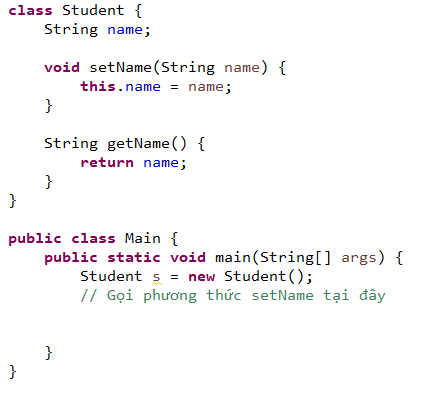 class Student {
    String name;

    void setName(String name) {
        this.name = name;
    }

    String getName() {
        return name;
    }
}

public class Main {
    public static void main(String[] args) {
        Student s = new Student();
        // Gọi phương thức setName tại đây


    }
}